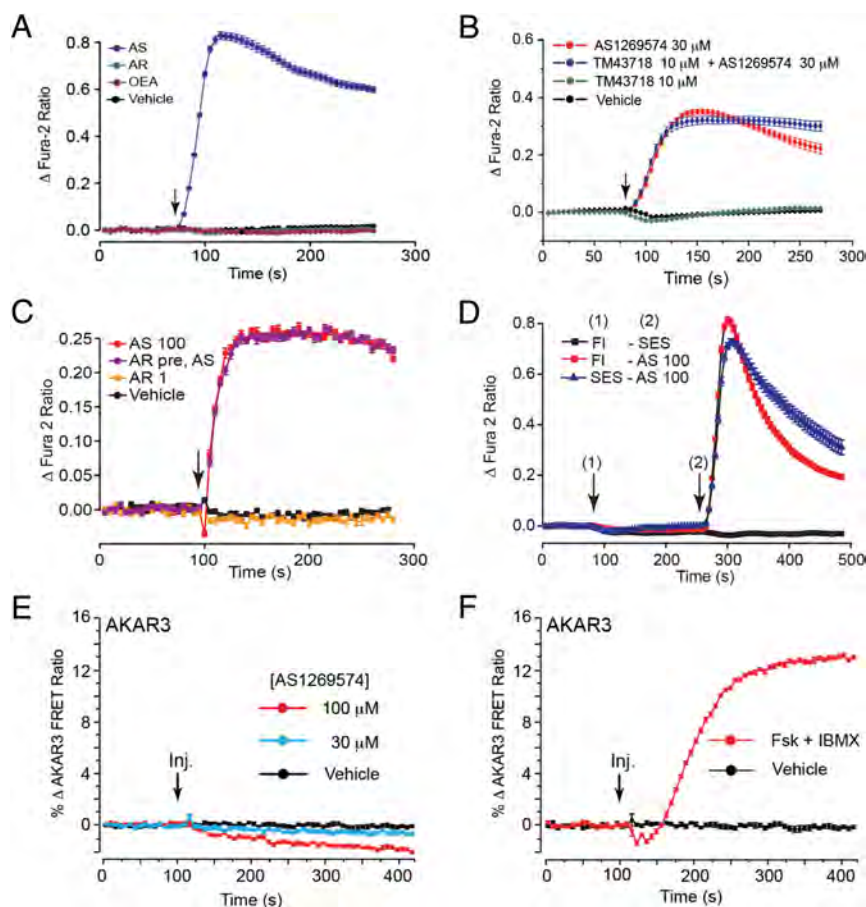 A
Δ Fura-2 Ratio
0.8
0.6
0.4
0.2
0.0
AS
AR
OEA
Vehicle
0 100 200 300
Time (s)
B
Δ Fura-2 Ratio
0.6
0.4
0.2
0.0
AS1269574 30 μM
TM43718 10 μM + AS1269574 30 μM
TM43718 10 μM
Vehicle
0 50 100 150 200 250 300
Time (s)
C
Δ Fura 2 Ratio
0.25
0.20
0.15
0.10
0.05
0.00
AS 100
AR pre, AS
AR 1
Vehicle
0 100 200 300
Time (s)
D
Δ Fura 2 Ratio
0.8
0.6
0.4
0.2
0.0
(1) (2)
FI - SES
FI - AS 100
SES - AS 100
(1)
(2)
0 100 200 300 400 500
Time (s)
E
AKAR3
% Δ AKAR3 FRET Ratio
16
12
8
4
0
[AS1269574]
100 μM
30 μM
Vehicle
Inj.
0 100 200 300 400
Time (s)
F
AKAR3
% Δ AKAR3 FRET Ratio
16
12
8
4
0
Fsk + IBMX
Vehicle
Inj.
0 100 200 300 400
Time (s)